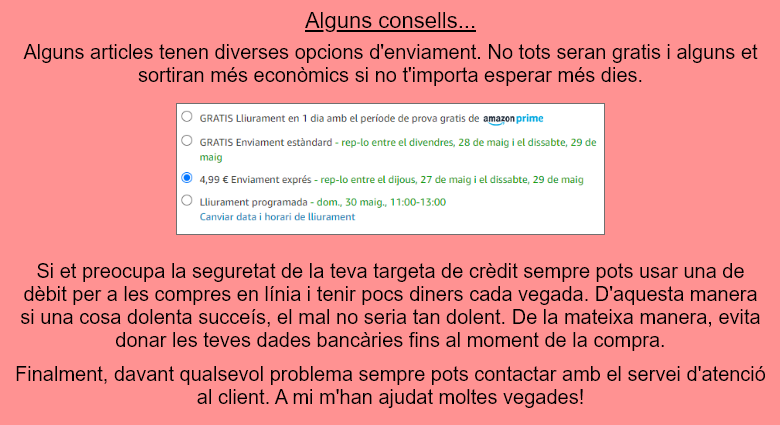 Alguns consells...
Alguns articles tenen diverses opcions d'enviament. No tots seran gratis i alguns et
sortiran més econòmics si no t'importa esperar més dies.
GRATIS Lliurament en 1 dia amb el període de prova gratis de amazon prime
GRATIS Enviament estàndard - rep-lo entre el divendres, 28 de maig i el dissabte, 29 de
maig
4,99 € Enviament exprés - rep-lo entre el dijous, 27 de maig i el dissabte, 29 de maig
Lliurament programada - dom., 30 maig., 11:00-13:00
Canviar data i horari de lliurament
Si et preocupa la seguretat de la teva targeta de crèdit sempre pots usar una de
dèbit per a les compres en línia i tenir pocs diners cada vegada. D'aquesta manera
si una cosa dolenta succeís, el mal no seria tan dolent. De la mateixa manera, evita
donar les teves dades bancàries fins al moment de la compra.
Finalment, davant qualsevol problema sempre pots contactar amb el servei d'atenció
al client. A mi m'han ajudat moltes vegades!